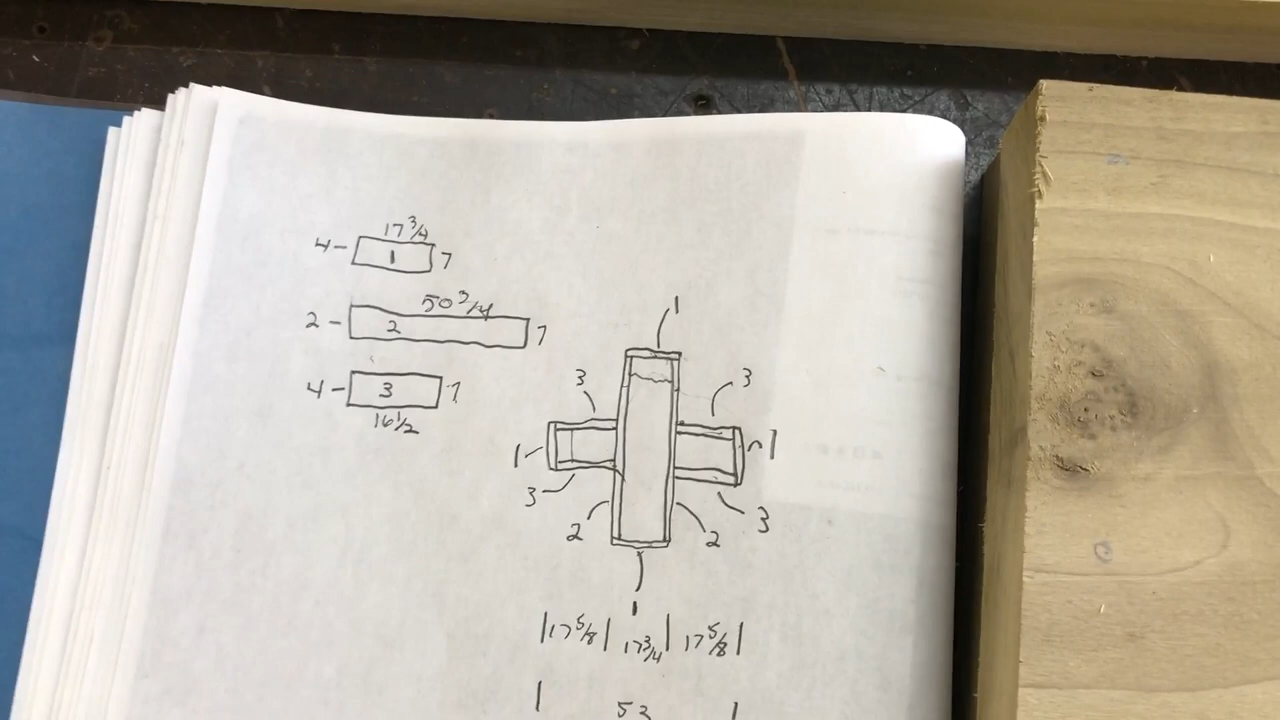 17 3/4
4 - 1 7
50 3/4
2 - 2 7
4 - 3 7
16 1/2
1
3 3
1 1
3 3
2 2
1
17 5/8 17 3/4 17 5/8
53